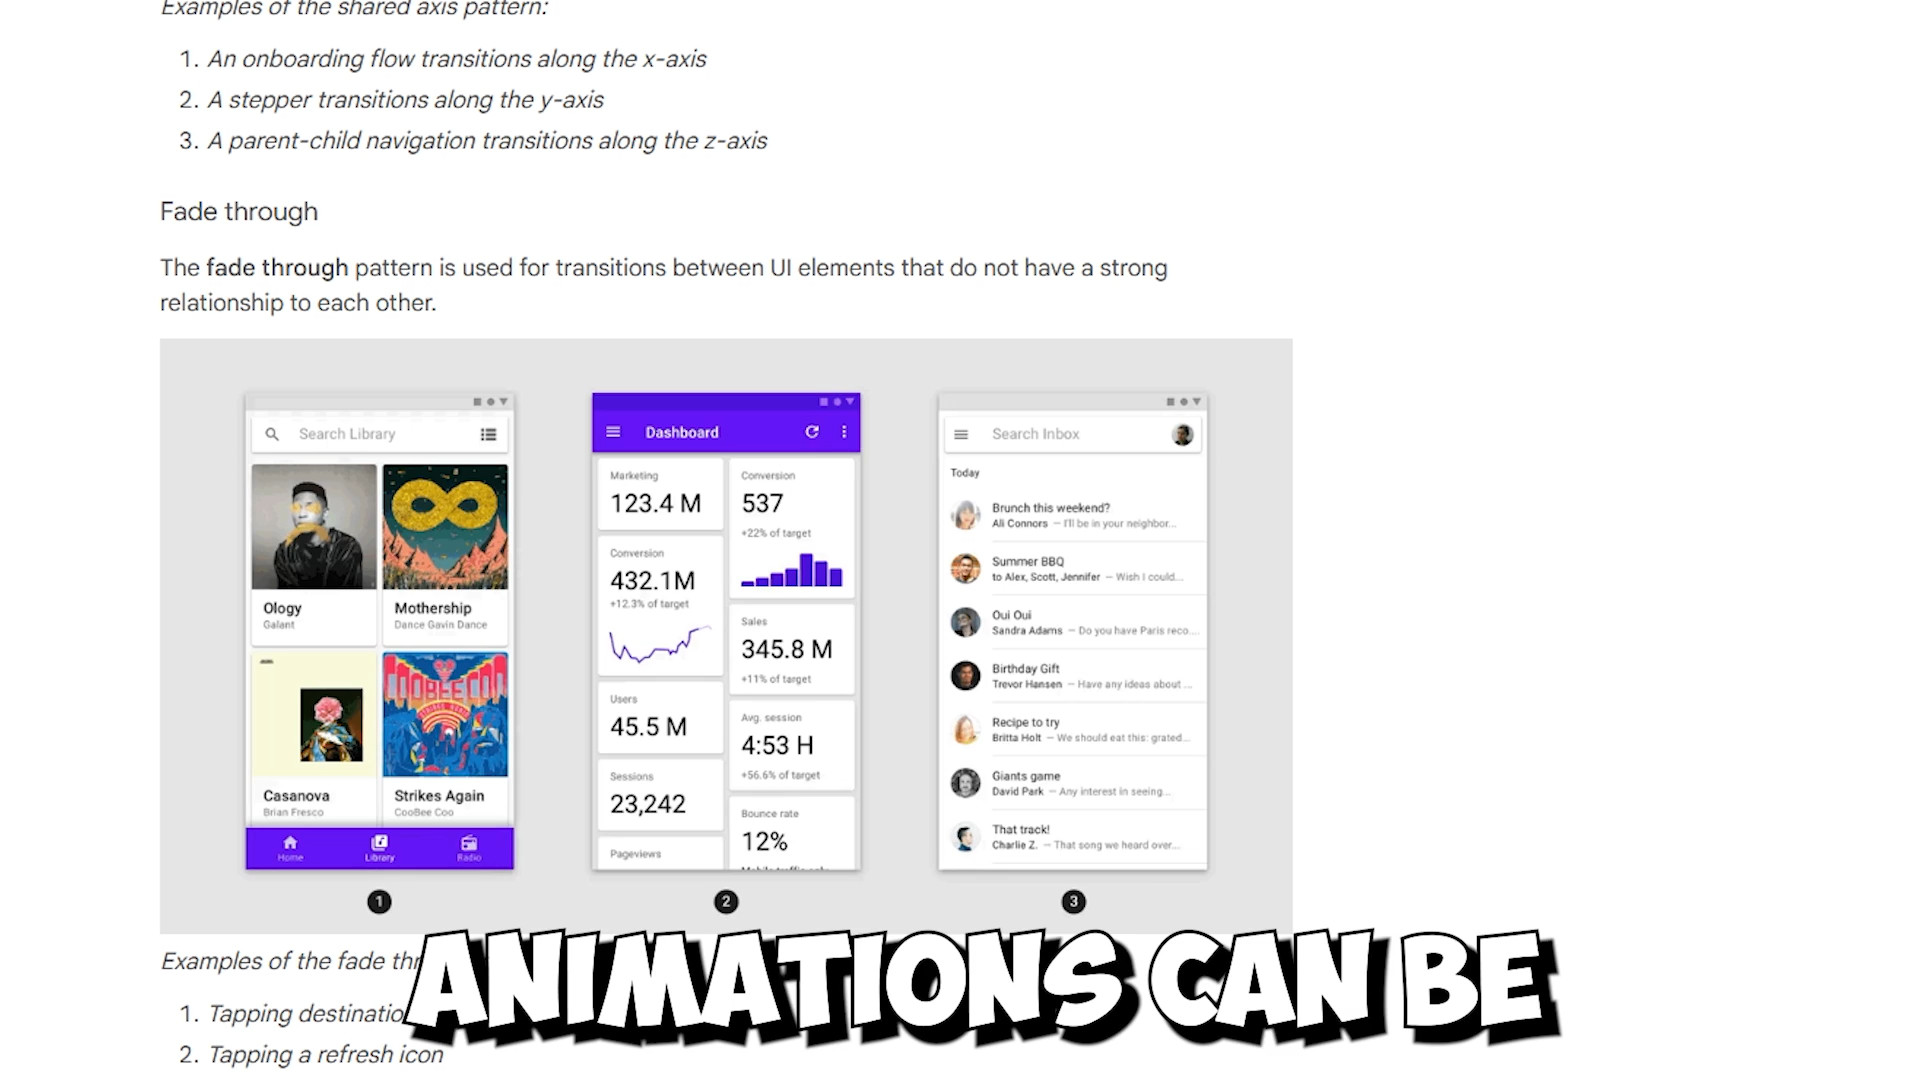 Examples of the shared axis pattern:
1. An onboarding flow transitions along the x-axis
2. A stepper transitions along the y-axis
3. A parent-child navigation transitions along the z-axis
Fade through
The fade through pattern is used for transitions between UI elements that do not have a strong
relationship to each other.
Search Library
Ology
Galant
Mothership
Dance Gavin Dance
COOBEE COO
STRIKES AGAIN
Casanova
Brian Fresco
Strikes Again
CooBee Coo
Home
Library
Radio
1
Dashboard
Marketing
123.4 M
Conversion
432.1M
+12.3% of target
Users
45.5 M
Sessions
23,242
Pageviews
Conversion
537
+22% of target
Sales
345.8 M
+11% of target
Avg. session
4:53 H
+56.6% of target
Bounce rate
12%
2
Search Inbox
Today
Brunch this weekend?
Ali Connors — I'll be in your neighbor...
Summer BBQ
to Alex, Scott, Jennifer — Wish I could...
Oui Oui
Sandra Adams — Do you have Paris reco...
Birthday Gift
Trevor Hansen — Have any ideas about ...
Recipe to try
Britta Holt — We should eat this: grated...
Giants game
David Park — Any interest in seeing...
That track!
Charlie Z. — That song we heard over...
3
Examples of the fade thr
ANIMATIONS CAN BE
1. Tapping destinatio
2. Tapping a refresh icon